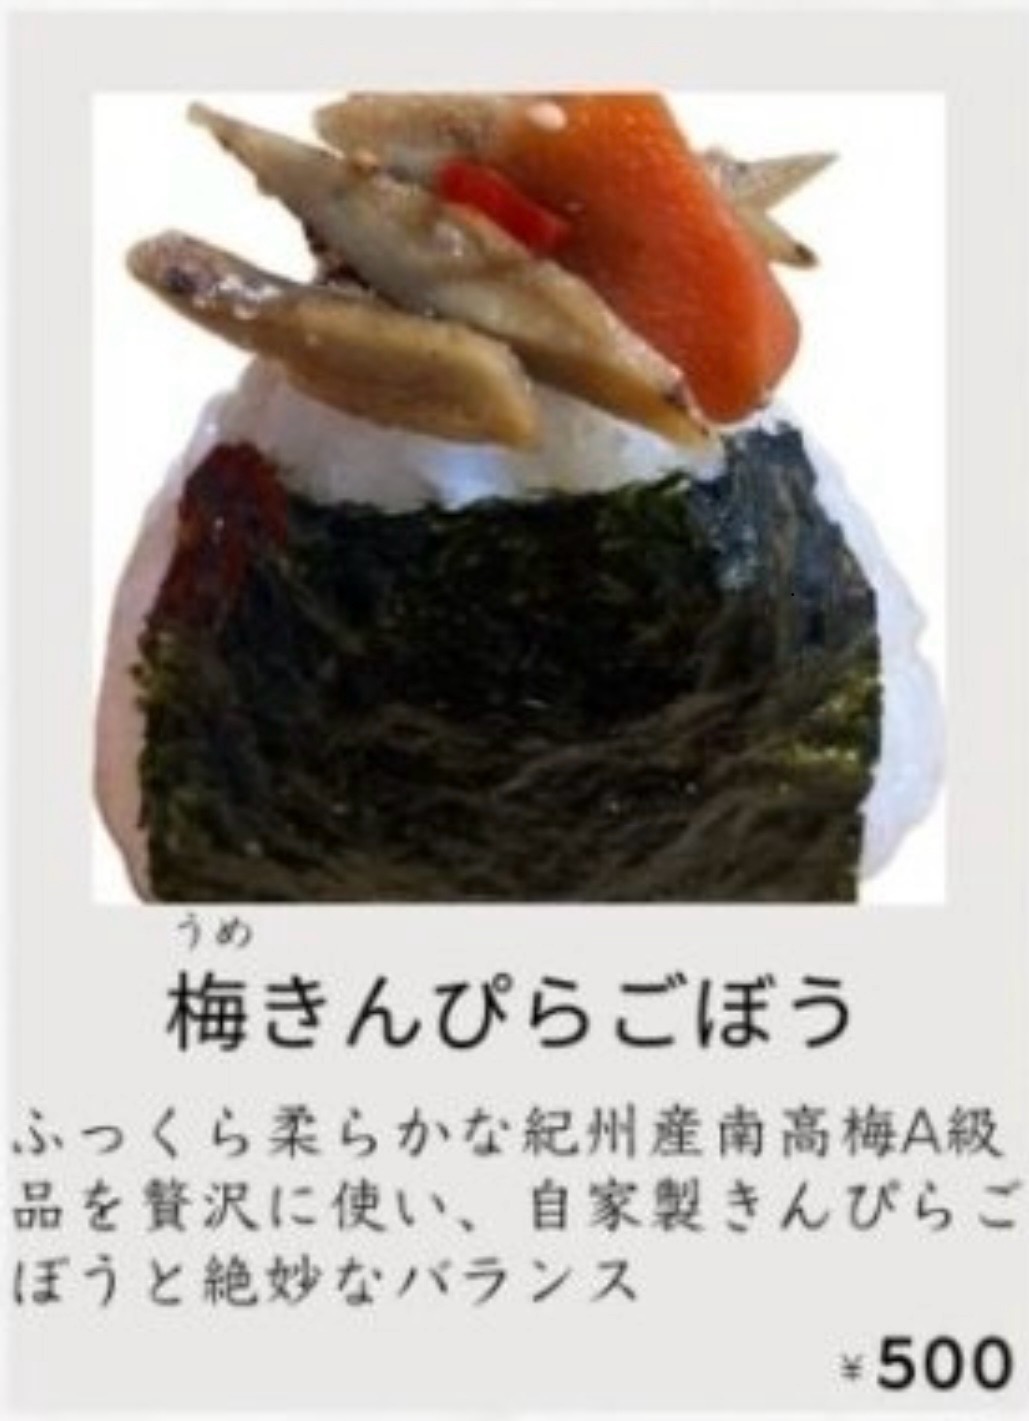 うめ
梅きんぴらごぼう
ふっくら柔らかな紀州産南高梅A級
品を贅沢に使い、自家製きんぴらご
ぼうと絶妙なバランス
¥500